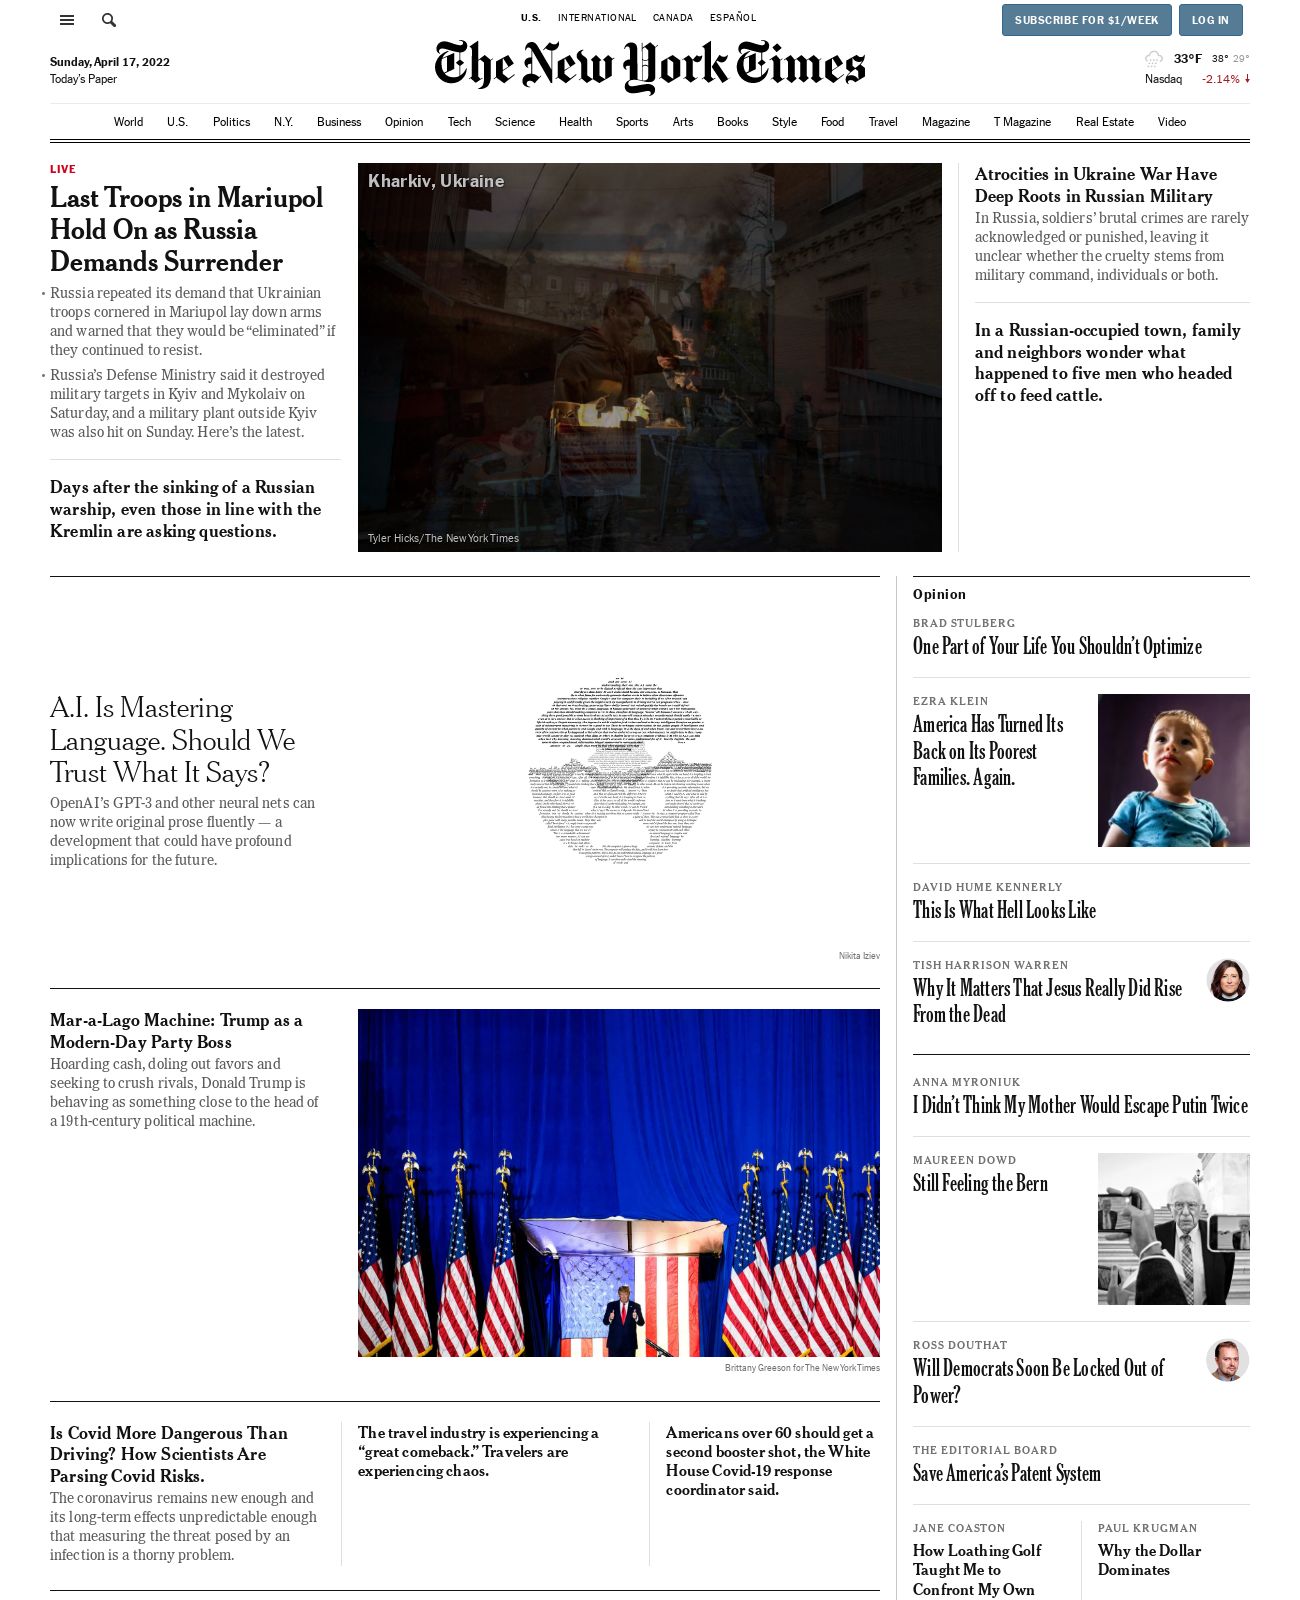 U.S. INTERNATIONAL CANADA ESPAÑOL
SUBSCRIBE FOR $1/WEEK
LOG IN
Sunday, April 17, 2022
Today's Paper
The New York Times
33°F 38° 29°
Nasdaq -2.14%
World U.S. Politics N.Y. Business Opinion Tech Science Health Sports Arts Books Style Food Travel Magazine T Magazine Real Estate Video
LIVE
Last Troops in Mariupol
Hold On as Russia
Demands Surrender
Russia repeated its demand that Ukrainian
troops cornered in Mariupol lay down arms
and warned that they would be “eliminated” if
they continued to resist.
Russia’s Defense Ministry said it destroyed
military targets in Kyiv and Mykolaiv on
Saturday, and a military plant outside Kyiv
was also hit on Sunday. Here’s the latest.
Days after the sinking of a Russian
warship, even those in line with the
Kremlin are asking questions.
Kharkiv, Ukraine
Tyler Hicks/The New York Times
Atrocities in Ukraine War Have
Deep Roots in Russian Military
In Russia, soldiers’ brutal crimes are rarely
acknowledged or punished, leaving it
unclear whether the cruelty stems from
military command, individuals or both.
In a Russian-occupied town, family
and neighbors wonder what
happened to five men who headed
off to feed cattle.
A.I. Is Mastering
Language. Should We
Trust What It Says?
OpenAI’s GPT-3 and other neural nets can
now write original prose fluently — a
development that could have profound
implications for the future.
Nikita Iziev
Mar-a-Lago Machine: Trump as a
Modern-Day Party Boss
Hoarding cash, doling out favors and
seeking to crush rivals, Donald Trump is
behaving as something close to the head of
a 19th-century political machine.
Brittany Greeson for The New York Times
Is Covid More Dangerous Than
Driving? How Scientists Are
Parsing Covid Risks.
The coronavirus remains new enough and
its long-term effects unpredictable enough
that measuring the threat posed by an
infection is a thorny problem.
The travel industry is experiencing a
“great comeback.” Travelers are
experiencing chaos.
Americans over 60 should get a
second booster shot, the White
House Covid-19 response
coordinator said.
Opinion
BRAD STULBERG
One Part of Your Life You Shouldn’t Optimize
EZRA KLEIN
America Has Turned Its
Back on Its Poorest
Families. Again.
DAVID HUME KENNERLY
This Is What Hell Looks Like
TISH HARRISON WARREN
Why It Matters That Jesus Really Did Rise
From the Dead
ANNA MYRONIUK
I Didn’t Think My Mother Would Escape Putin Twice
MAUREEN DOWD
Still Feeling the Bern
ROSS DOUTHAT
Will Democrats Soon Be Locked Out of
Power?
THE EDITORIAL BOARD
Save America’s Patent System
JANE COASTON
How Loathing Golf
Taught Me to
Confront My Own
PAUL KRUGMAN
Why the Dollar
Dominates